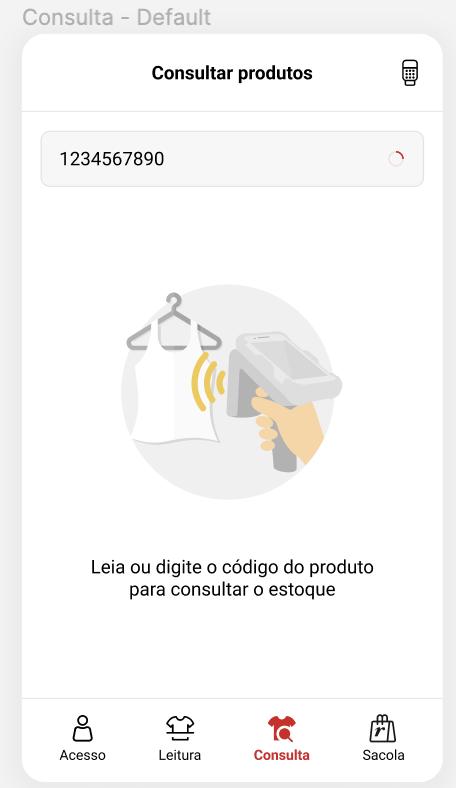 Consulta - Default
Consultar produtos
1234567890
Leia ou digite o código do produto
para consultar o estoque
Acesso
Leitura
Consulta
Sacola